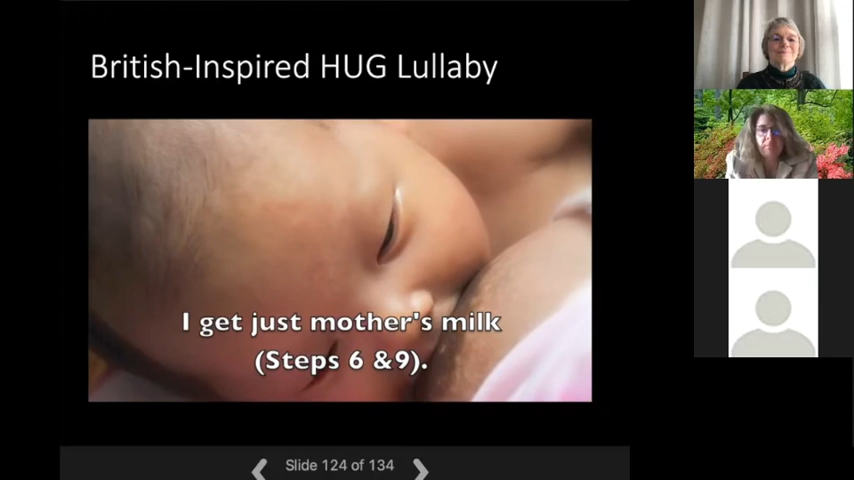 British-Inspired HUG Lullaby
I get just mother's milk
(Steps 6 &9).
Slide 124 of 134